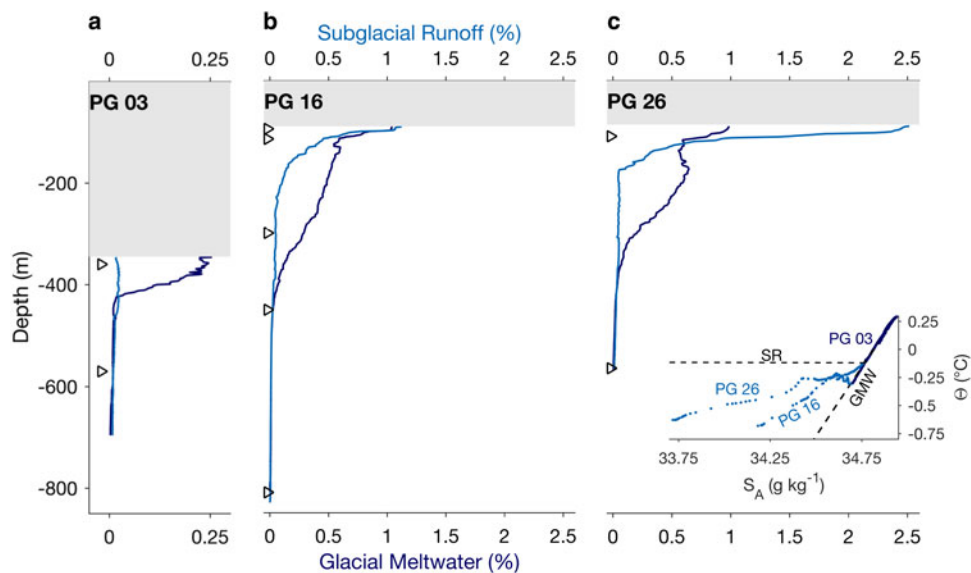 a b c
Subglacial Runoff (%)
0 0.25 0 0.5 1 1.5 2 2.5 0 0.5 1 1.5 2 2.5
PG 03 PG 16 PG 26
Depth (m)
-200
-400
-600
-800
0.25
0
-0.25
-0.5
-0.75
Θ (°C)
PG 03
SR
GMW
PG 26
PG 16
33.75 34.25 34.75
S_A (g kg⁻¹)
0 0.25 0 0.5 1 1.5 2 2.5 0 0.5 1 1.5 2 2.5
Glacial Meltwater (%)